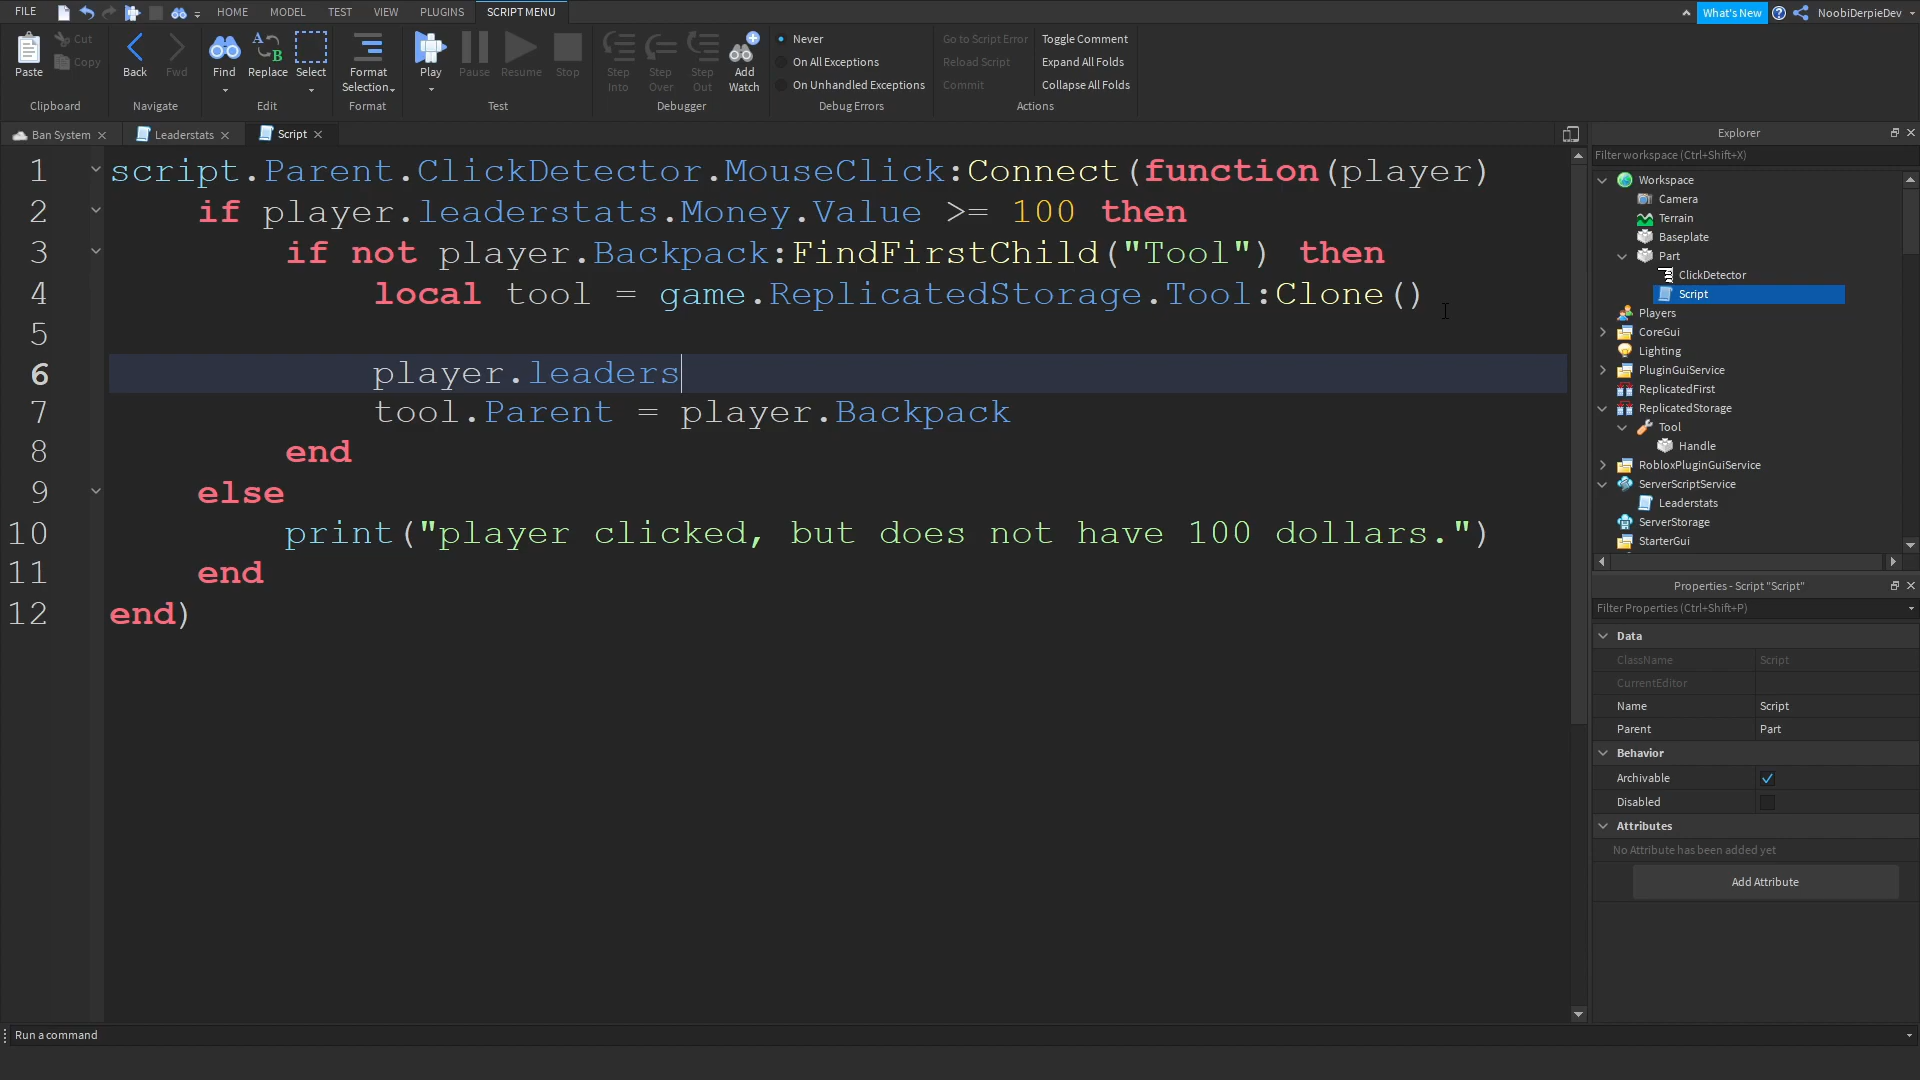 FILE HOME MODEL TEST VIEW PLUGINS SCRIPT MENU What's New NoobiDerpieDev
Paste Cut Copy Clipboard
Back Fwd Navigate
Find Replace Select Edit
Format Selection Format
Play Pause Resume Stop Test
Step Into Step Over Step Out Add Watch Debugger
Never
On All Exceptions
On Unhandled Exceptions
Debug Errors
Go to Script Error Toggle Comment
Reload Script Expand All Folds
Commit Collapse All Folds
Actions
Ban System Leaderstats Script
1 script.Parent.ClickDetector.MouseClick:Connect(function(player)
2 if player.leaderstats.Money.Value >= 100 then
3 if not player.Backpack:FindFirstChild("Tool") then
4 local tool = game.ReplicatedStorage.Tool:Clone()
5
6 player.leaders
7 tool.Parent = player.Backpack
8 end
9 else
10 print("player clicked, but does not have 100 dollars.")
11 end
12 end)
Explorer
Filter workspace (Ctrl+Shift+X)
Workspace
Camera
Terrain
Baseplate
Part
ClickDetector
Script
Players
CoreGui
Lighting
PluginGuiService
ReplicatedFirst
ReplicatedStorage
Tool
Handle
RobloxPluginGuiService
ServerScriptService
Leaderstats
ServerStorage
StarterGui
Properties - Script "Script"
Filter Properties (Ctrl+Shift+P)
Data
ClassName Script
CurrentEditor
Name Script
Parent Part
Behavior
Archivable
Disabled
Attributes
No Attribute has been added yet
Add Attribute
Run a command